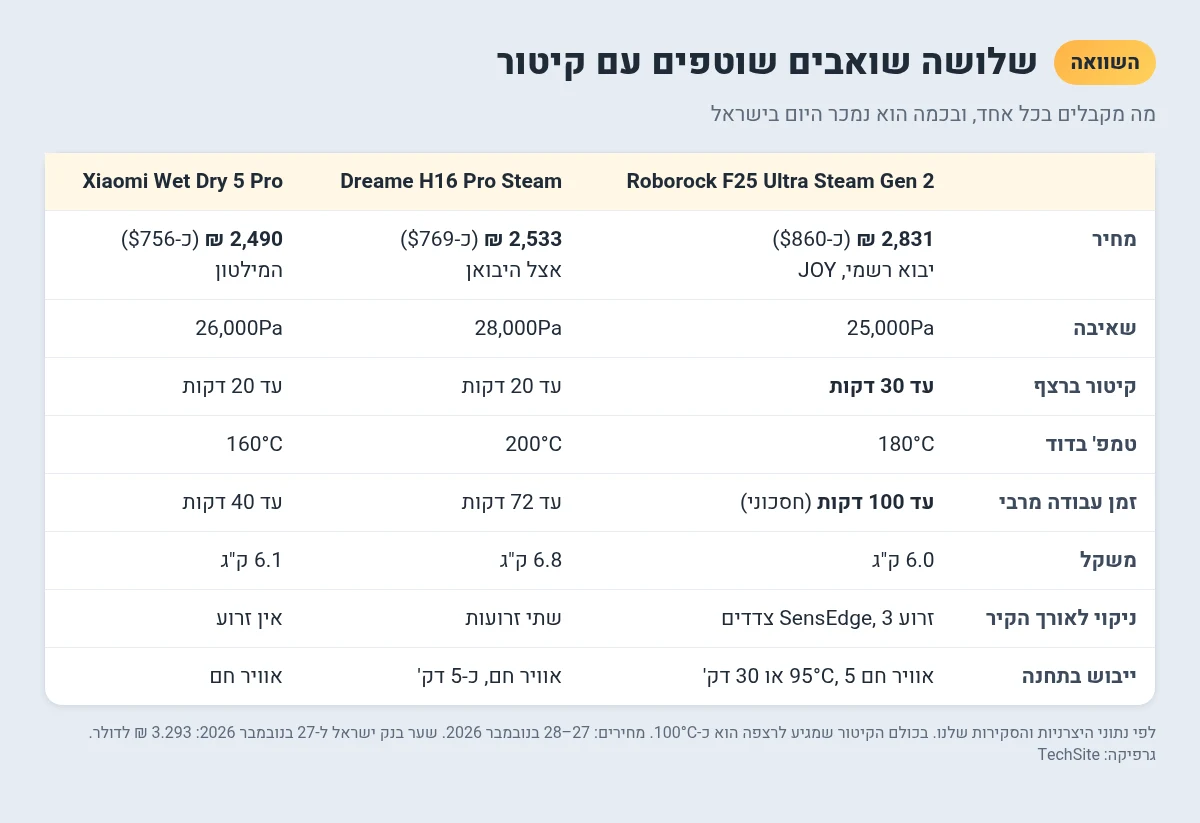 השוואה
שלושה שואבים שוטפים עם קיטור
מה מקבלים בכל אחד, ובכמה הוא נמכר היום בישראל
Roborock F25 Ultra Steam Gen 2 Dreame H16 Pro Steam Xiaomi Wet Dry 5 Pro
מחיר 2,831 ₪ (כ-860$) 2,533 ₪ (כ-769$) 2,490 ₪ (כ-756$)
יבוא רשמי, JOY אצל היבואן המילטון
שאיבה 25,000Pa 28,000Pa 26,000Pa
קיטור ברצף עד 30 דקות עד 20 דקות עד 20 דקות
טמפ' בדוד 180°C 200°C 160°C
זמן עבודה מרבי עד 100 דקות (חסכוני) עד 72 דקות עד 40 דקות
משקל 6.0 ק"ג 6.8 ק"ג 6.1 ק"ג
ניקוי לאורך הקיר זרוע SensEdge, 3 צדדים שתי זרועות אין זרוע
ייבוש בתחנה אוויר חם 95°C, 5 או 30 דק' אוויר חם, כ-5 דק' אוויר חם
לפי נתוני היצרניות והסקירות שלנו. בכולם הקיטור שמגיע לרצפה הוא כ-100°C. מחירים: 27–28 בנובמבר 2026. שער בנק ישראל ל-27 בנובמבר 2026: 3.293 ₪ לדולר.
גרפיקה: TechSite